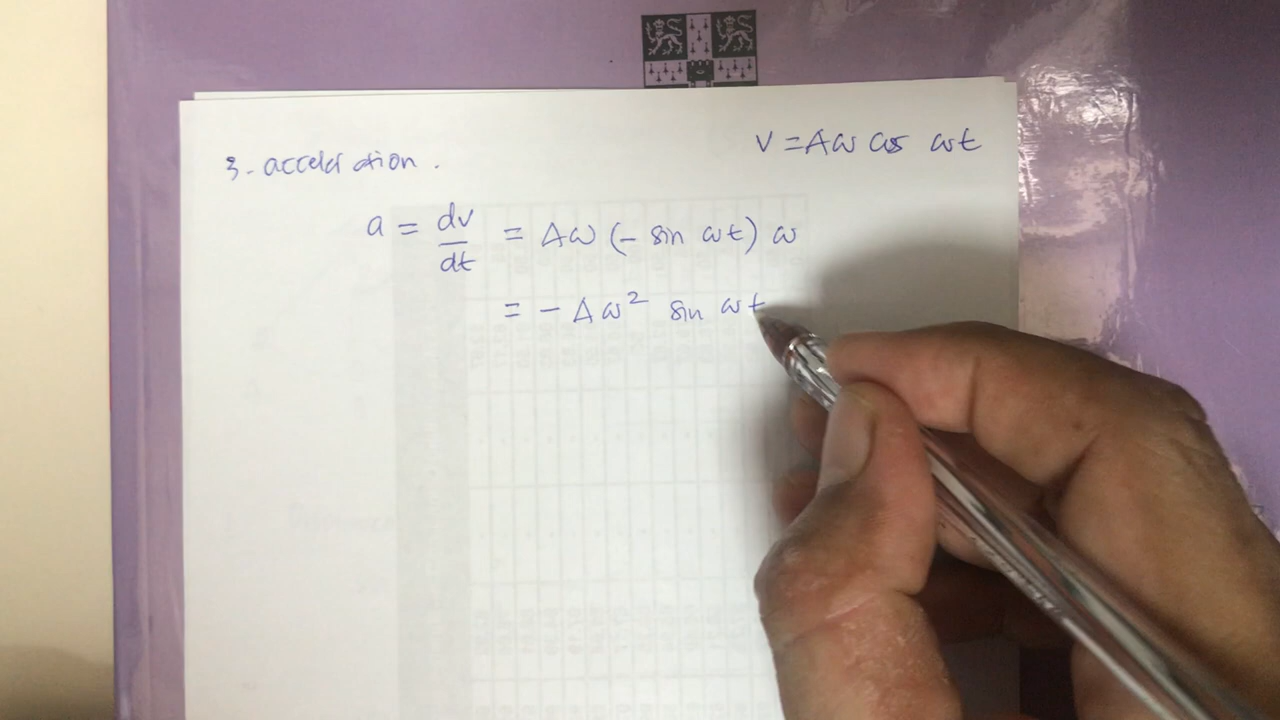 v = Aω cos ωt
3. acceleration.
a = dv/dt = Aω (- sin ωt) ω
= - Aω² sin ωt